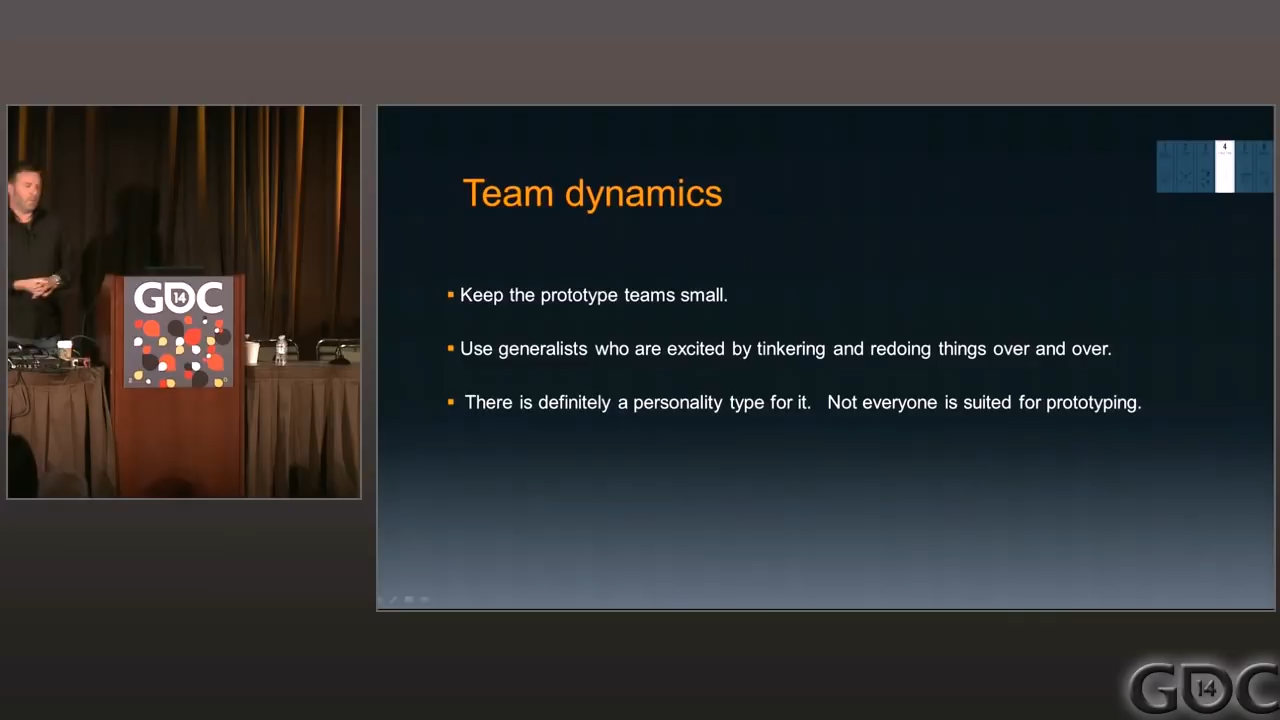 GDC
14
4
Team dynamics
Keep the prototype teams small.
Use generalists who are excited by tinkering and redoing things over and over.
There is definitely a personality type for it. Not everyone is suited for prototyping.
GDC
14